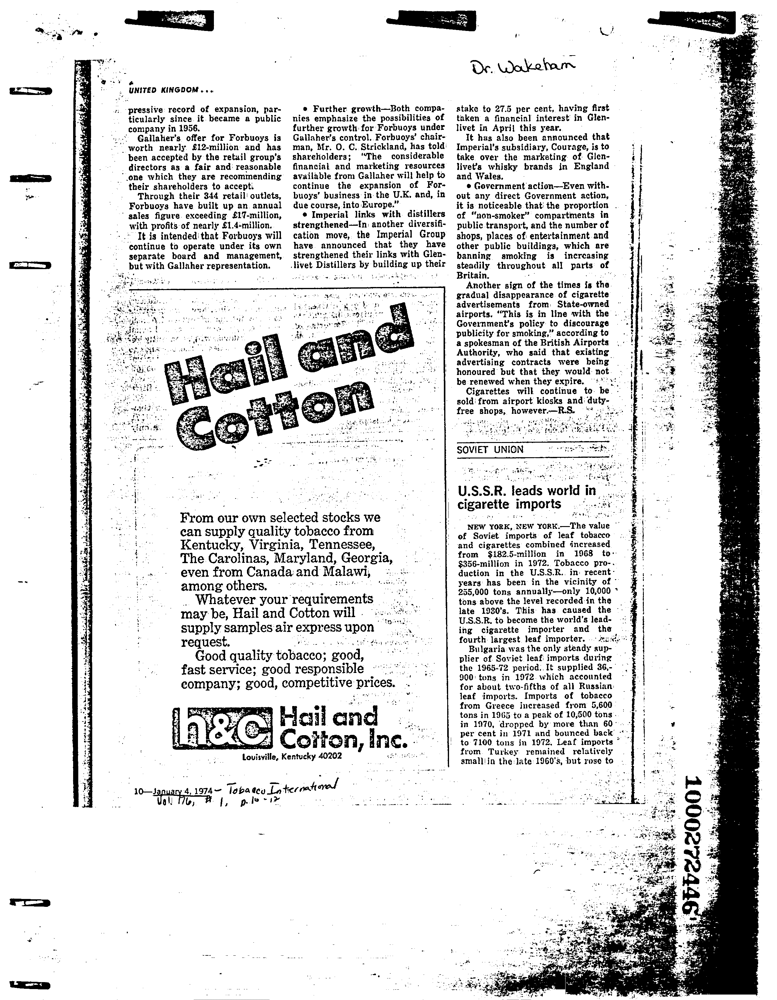 Dr. Wakeham
UNITED KINGDOM...
pressive record of expansion, par-
ticularly since it became a public
company in 1956.
Gallaher's offer for Forbuoys is
worth nearly £12-million and has
been accepted by the retail group's
directors as a fair and reasonable
one which they are recommending
their shareholders to accept.
Through their 344 retail outlets,
Forbuoys have built up an annual
sales figure exceeding £17-million,
with profits of nearly £1.4-million.
It is intended that Forbuoys will
continue to operate under its own
separate board and management,
but with Gallaher representation.
• Further growth—Both compa-
nies emphasize the possibilities of
further growth for Forbuoys under
Gallaher's control. Forbuoys' chair-
man, Mr. O. C. Strickland, has told
shareholders; "The considerable
financial and marketing resources
available from Gallaher will help to
continue the expansion of For-
buoys' business in the U.K. and, in
due course, into Europe."
• Imperial links with distillers
strengthened—In another diversifi-
cation move, the Imperial Group
have announced that they have
strengthened their links with Glen-
livet Distillers by building up their
stake to 27.5 per cent, having first
taken a financial interest in Glen-
livet in April this year.
It has also been announced that
Imperial's subsidiary, Courage, is to
take over the marketing of Glen-
livet's whisky brands in England
and Wales.
• Government action—Even with-
out any direct Government action,
it is noticeable that the proportion
of "non-smoker" compartments in
public transport, and the number of
shops, places of entertainment and
other public buildings, which are
banning smoking is increasing
steadily throughout all parts of
Britain.
Another sign of the times is the
gradual disappearance of cigarette
advertisements from State-owned
airports. "This is in line with the
Government's policy to discourage
publicity for smoking," according to
a spokesman of the British Airports
Authority, who said that existing
advertising contracts were being
honoured but that they would not
be renewed when they expire.
Cigarettes will continue to be
sold from airport kiosks and duty-
free shops, however.—R.S.
SOVIET UNION
U.S.S.R. leads world in
cigarette imports
NEW YORK, NEW YORK.—The value
of Soviet imports of leaf tobacco
and cigarettes combined increased
from $182.5-million in 1968 to
$356-million in 1972. Tobacco pro-
duction in the U.S.S.R. in recent
years has been in the vicinity of
255,000 tons annually—only 10,000
tons above the level recorded in the
late 1930's. This has caused the
U.S.S.R. to become the world's lead-
ing cigarette importer and the
fourth largest leaf importer.
Bulgaria was the only steady sup-
plier of Soviet leaf imports during
the 1965-72 period. It supplied 36,-
900 tons in 1972 which accounted
for about two-fifths of all Russian
leaf imports. Imports of tobacco
from Greece increased from 5,600
tons in 1965 to a peak of 10,500 tons
in 1970, dropped by more than 60
per cent in 1971 and bounced back
to 7100 tons in 1972. Leaf imports
from Turkey remained relatively
small in the late 1960's, but rose to
Hail and
Cotton
From our own selected stocks we
can supply quality tobacco from
Kentucky, Virginia, Tennessee,
The Carolinas, Maryland, Georgia,
even from Canada and Malawi,
among others.
Whatever your requirements
may be, Hail and Cotton will
supply samples air express upon
request.
Good quality tobacco; good,
fast service; good responsible
company; good, competitive prices.
h&c Hail and
Cotton, Inc.
Louisville, Kentucky 40202
10—January 4, 1974 - Tobacco International
Vol. 176, # 1, p. 10-12
1000272446